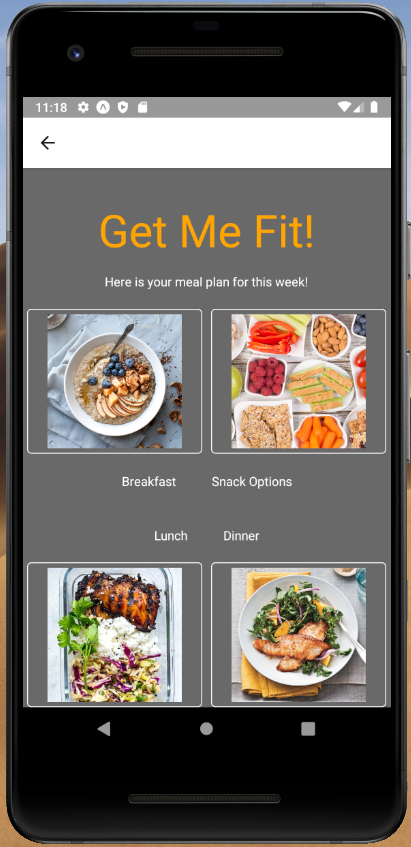 11:18
Get Me Fit!
Here is your meal plan for this week!
Breakfast Snack Options
Lunch Dinner